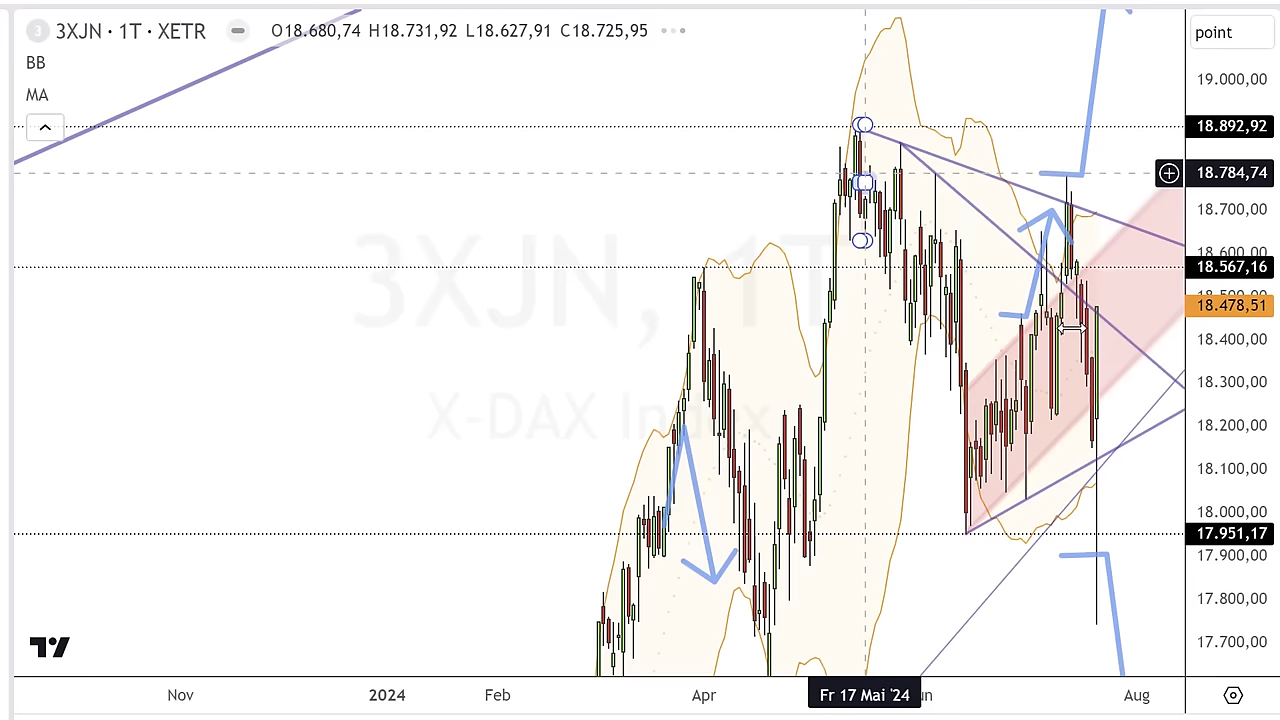 3 3XJN · 1T · XETR O18.680,74 H18.731,92 L18.627,91 C18.725,95
BB
MA
point
19.000,00
18.892,92
18.784,74
18.700,00
18.600,00
18.567,16
18.478,51
18.400,00
18.300,00
18.200,00
18.100,00
18.000,00
17.951,17
17.900,00
17.800,00
17.700,00
3XJN, 1T
X-DAX Index
Nov 2024 Feb Apr Fr 17 Mai '24 un Aug